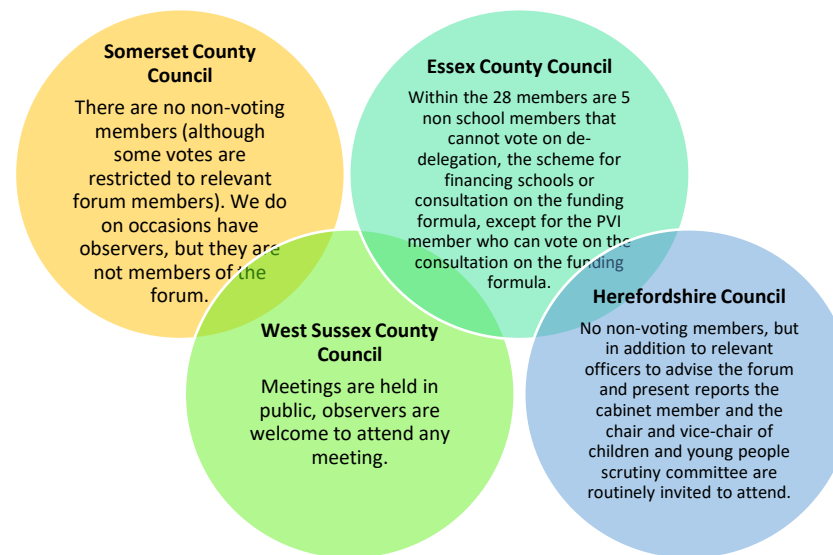 Somerset County
Council
There are no non-voting
members (although
some votes are
restricted to relevant
forum members). We do
on occasions have
observers, but they are
not members of the
forum.
Essex County Council
Within the 28 members are 5
non school members that
cannot vote on de-
delegation, the scheme for
financing schools or
consultation on the funding
formula, except for the PVI
member who can vote on the
consultation on the funding
formula.
West Sussex County
Council
Meetings are held in
public, observers are
welcome to attend any
meeting.
Herefordshire Council
No non-voting members, but
in addition to relevant
officers to advise the forum
and present reports the
cabinet member and the
chair and vice-chair of
children and young people
scrutiny committee are
routinely invited to attend.